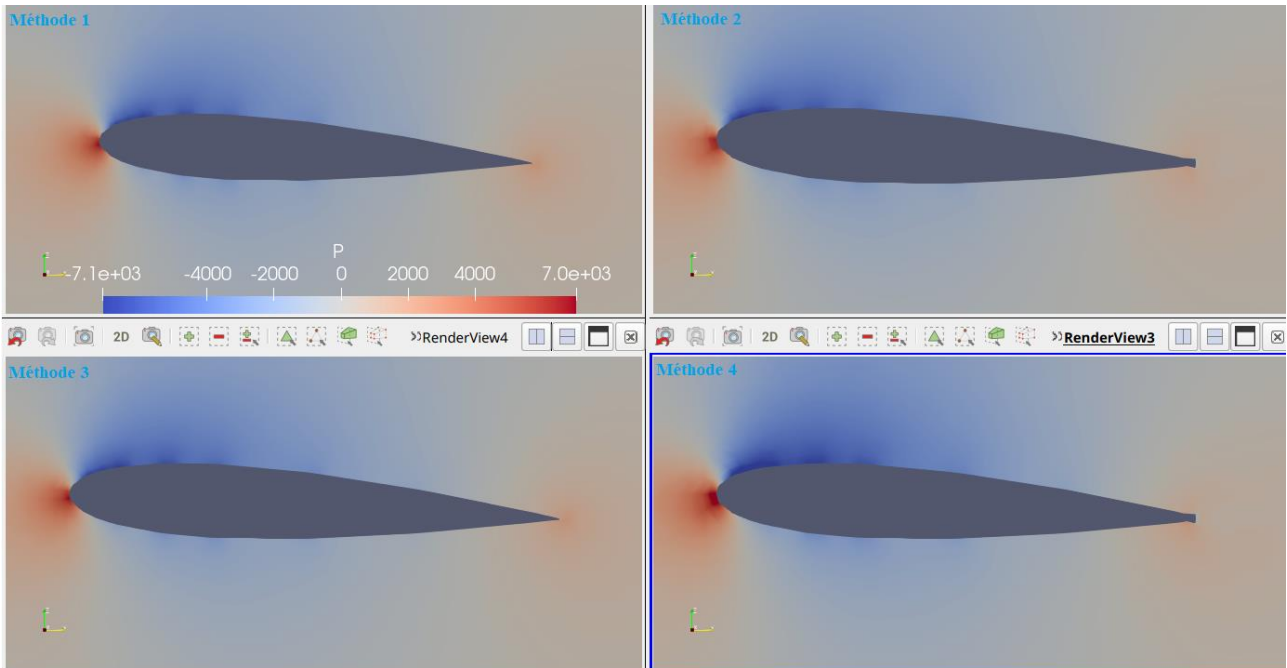 Méthode 1
Méthode 2
P
-7.1e+03 -4000 -2000 0 2000 4000 7.0e+03
2D
RenderView4
2D
RenderView3
Méthode 3
Méthode 4